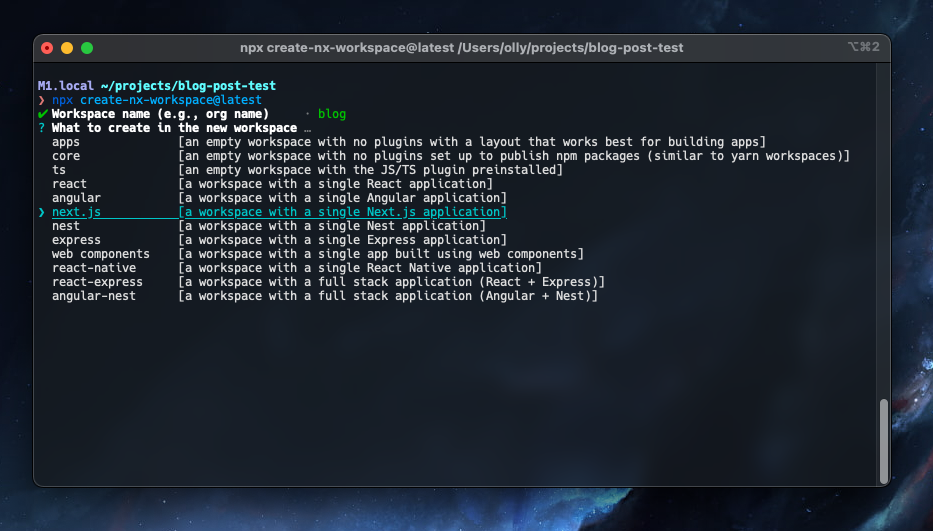 npx create-nx-workspace@latest /Users/olly/projects/blog-post-test ⌥⌘2
M1.local ~/projects/blog-post-test
❯ npx create-nx-workspace@latest
✔ Workspace name (e.g., org name) · blog
? What to create in the new workspace …
apps [an empty workspace with no plugins with a layout that works best for building apps]
core [an empty workspace with no plugins set up to publish npm packages (similar to yarn workspaces)]
ts [an empty workspace with the JS/TS plugin preinstalled]
react [a workspace with a single React application]
angular [a workspace with a single Angular application]
❯ next.js [a workspace with a single Next.js application]
nest [a workspace with a single Nest application]
express [a workspace with a single Express application]
web components [a workspace with a single app built using web components]
react-native [a workspace with a single React Native application]
react-express [a workspace with a full stack application (React + Express)]
angular-nest [a workspace with a full stack application (Angular + Nest)]